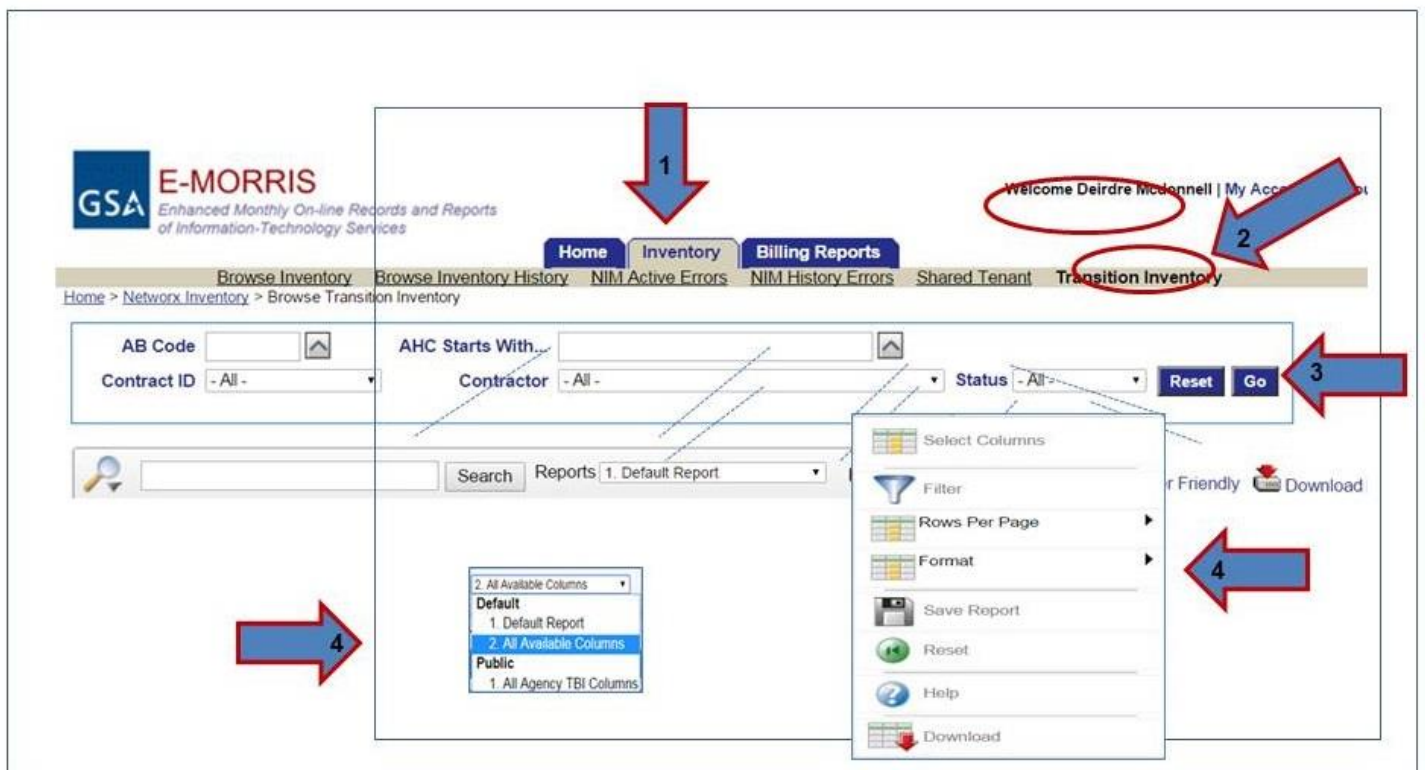 1
GSA
E-MORRIS
Enhanced Monthly On-line Records and Reports
of Information-Technology Services
Welcome Deirdre Mcdonnell | My
2
Home Inventory Billing Reports
Browse Inventory Browse Inventory History NIM Active Errors NIM History Errors Shared Tenant Transition Inventory
Home > Networx Inventory > Browse Transition Inventory
AB Code AHC Starts With...
Contract ID - All - Contractor - All - Status - All - Reset Go
3
Search Reports 1. Default Report
Friendly Download
Select Columns
Filter
Rows Per Page
Format
Save Report
Reset
Help
Download
4
2. All Available Columns
Default
1. Default Report
2. All Available Columns
Public
1. All Agency TBI Columns
4